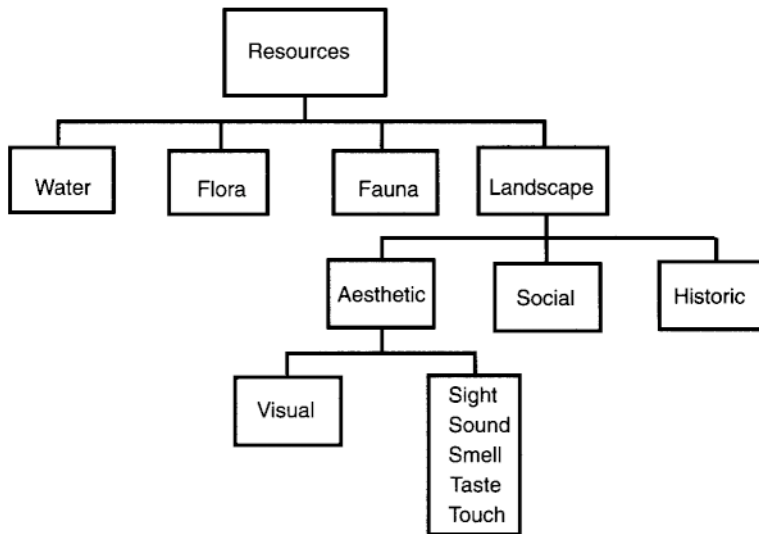 Resources
Water
Flora
Fauna
Landscape
Aesthetic
Social
Historic
Visual
Sight
Sound
Smell
Taste
Touch